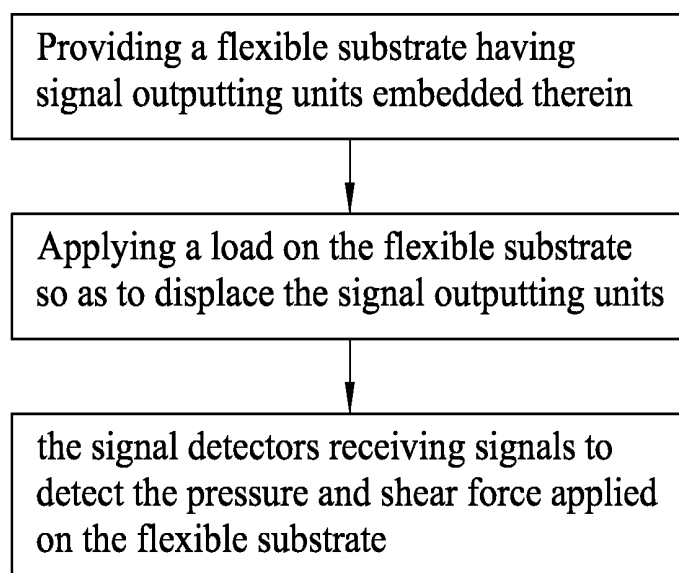 Providing a flexible substrate having
signal outputting units embedded therein
Applying a load on the flexible substrate
so as to displace the signal outputting units
the signal detectors receiving signals to
detect the pressure and shear force applied
on the flexible substrate